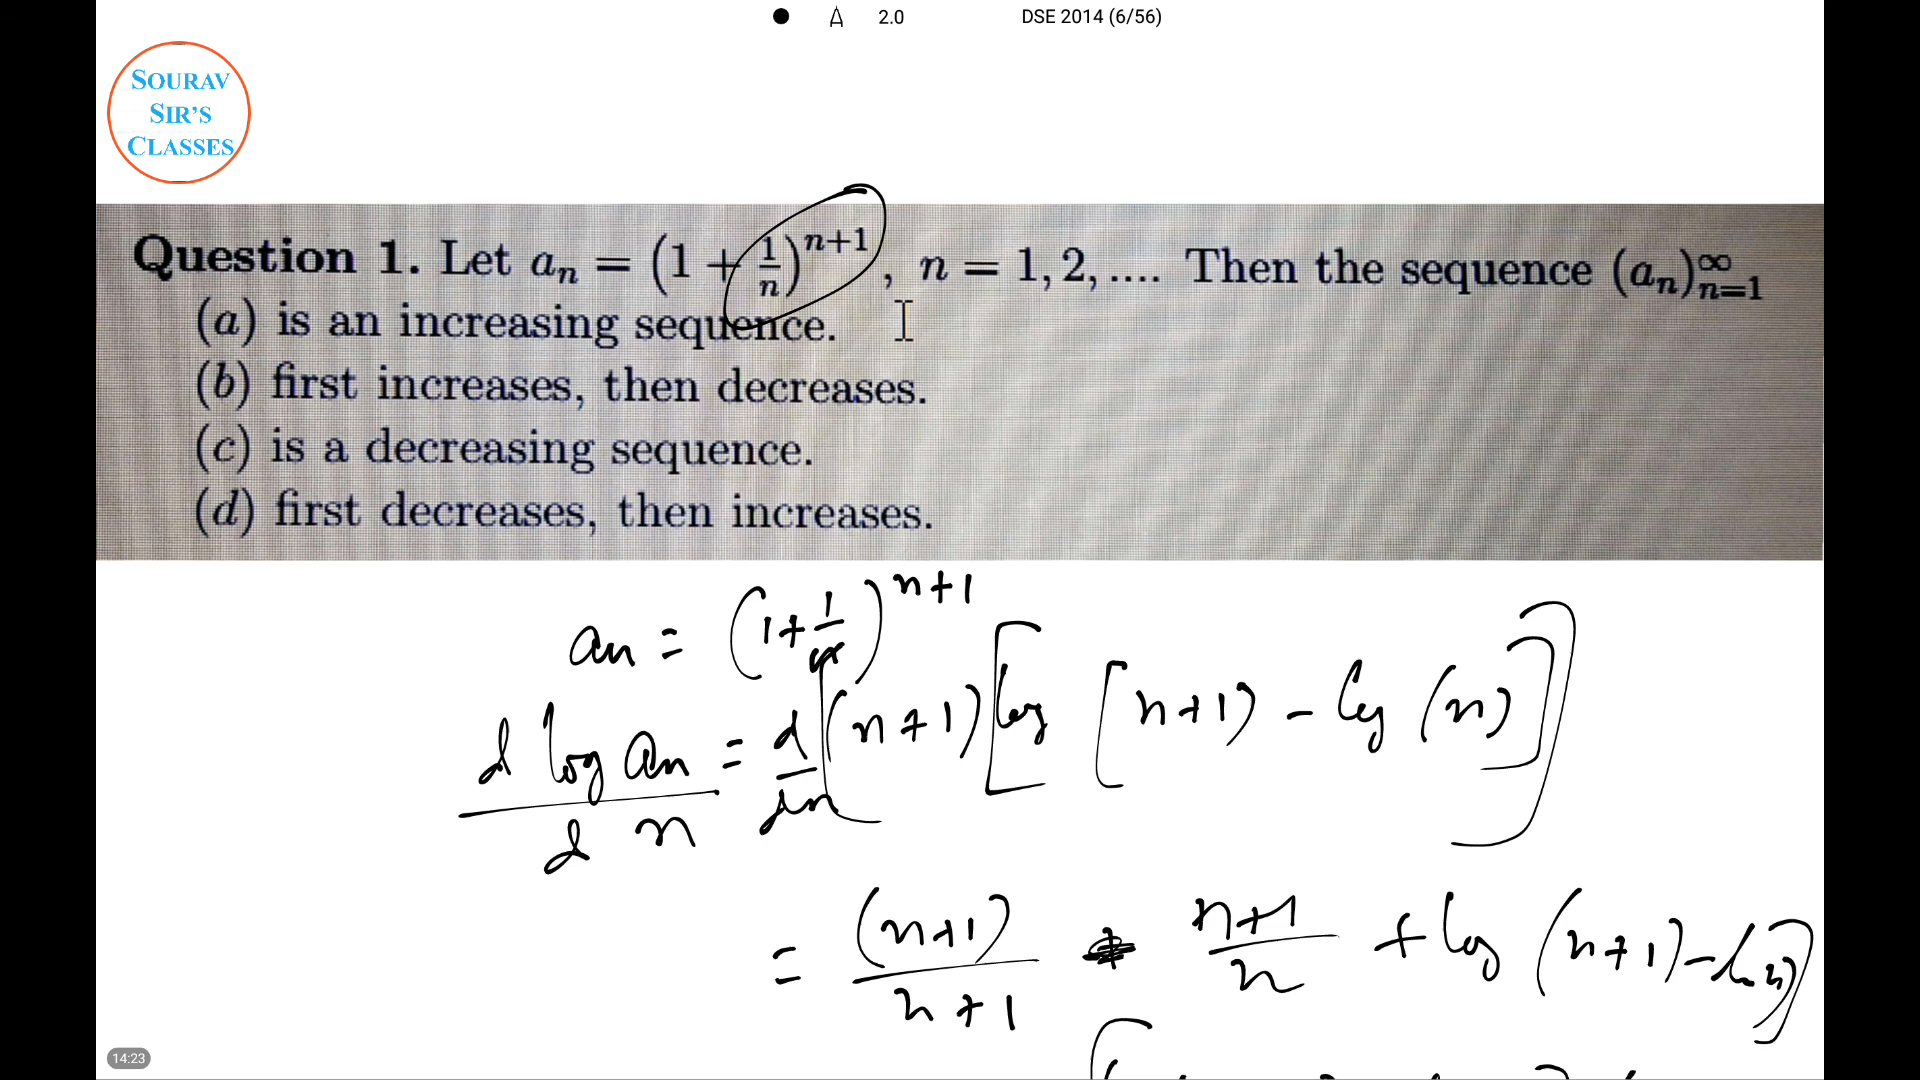 A 2.0 DSE 2014 (6/56)
SOURAV
SIR'S
CLASSES
Question 1. Let aₙ = (1 + 1/n)ⁿ⁺¹, n = 1, 2, .... Then the sequence (aₙ)ₙ₌₁^∞
(a) is an increasing sequence.
(b) first increases, then decreases.
(c) is a decreasing sequence.
(d) first decreases, then increases.
an = (1 + 1/n)ⁿ⁺¹
d log an / dn = d/dn [(n+1) [log [n+1) - log (n)]]
= (n+1)/(n+1) - n+1/n + log (n+1) - ln n)
14:23